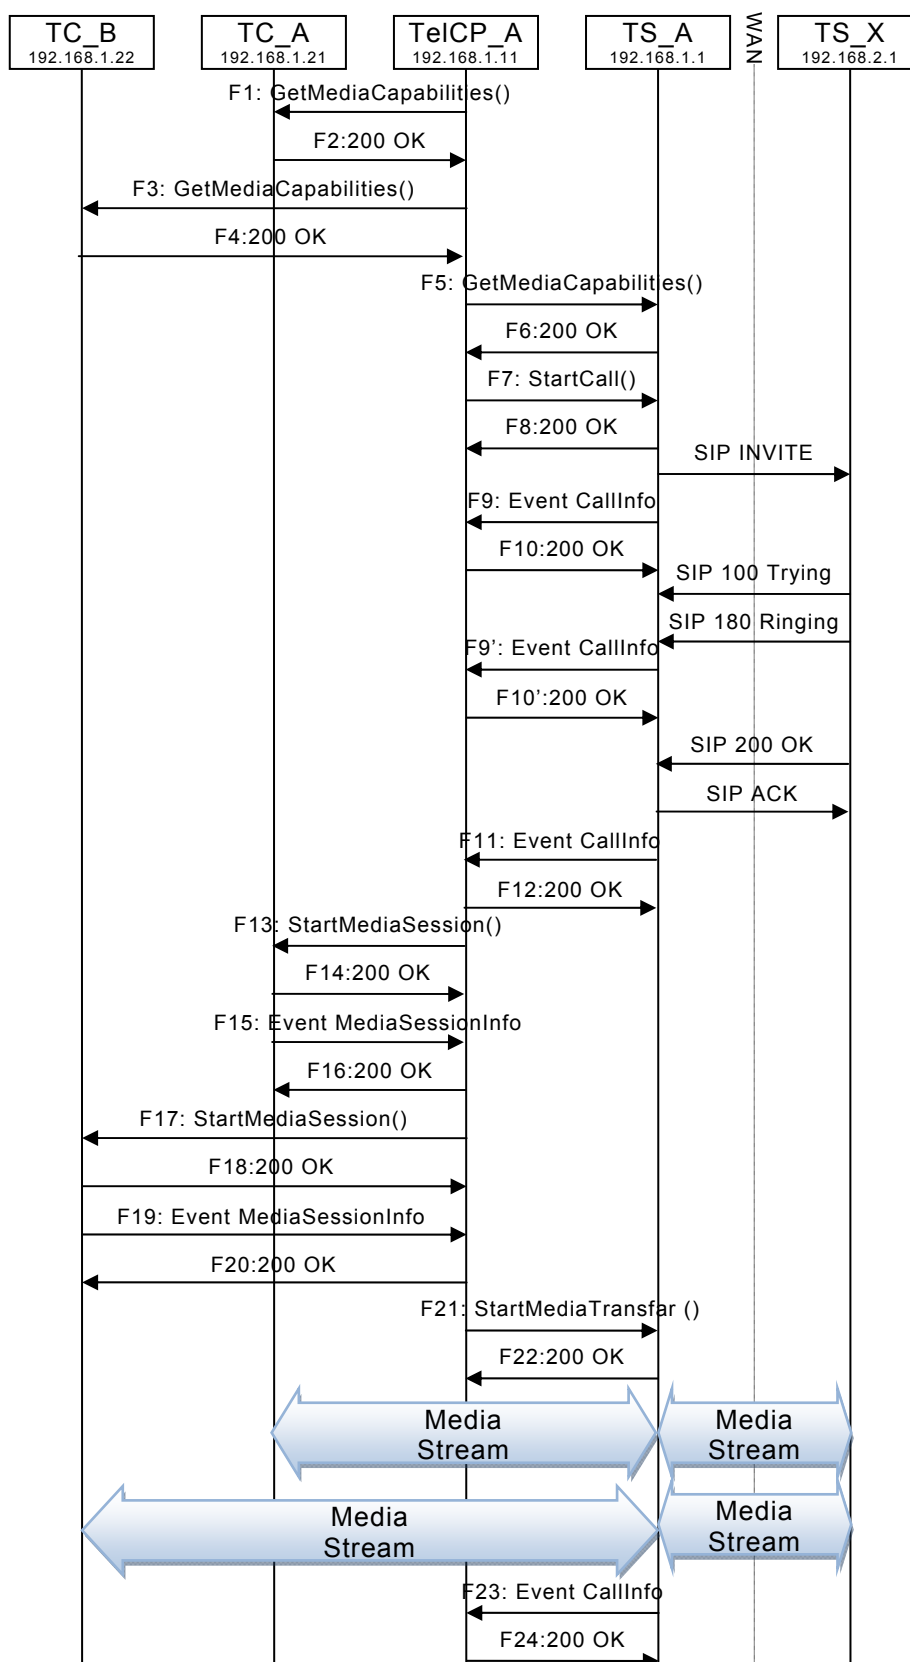 TC_B
192.168.1.22
TC_A
192.168.1.21
TelCP_A
192.168.1.11
TS_A
192.168.1.1
WAN
TS_X
192.168.2.1
F1: GetMediaCapabilities()
F2:200 OK
F3: GetMediaCapabilities()
F4:200 OK
F5: GetMediaCapabilities()
F6:200 OK
F7: StartCall()
F8:200 OK
SIP INVITE
F9: Event CallInfo
F10:200 OK
SIP 100 Trying
SIP 180 Ringing
F9’: Event CallInfo
F10’:200 OK
SIP 200 OK
SIP ACK
F11: Event CallInfo
F12:200 OK
F13: StartMediaSession()
F14:200 OK
F15: Event MediaSessionInfo
F16:200 OK
F17: StartMediaSession()
F18:200 OK
F19: Event MediaSessionInfo
F20:200 OK
F21: StartMediaTransfar ()
F22:200 OK
Media
Stream
Media
Stream
Media
Stream
Media
Stream
F23: Event CallInfo
F24:200 OK